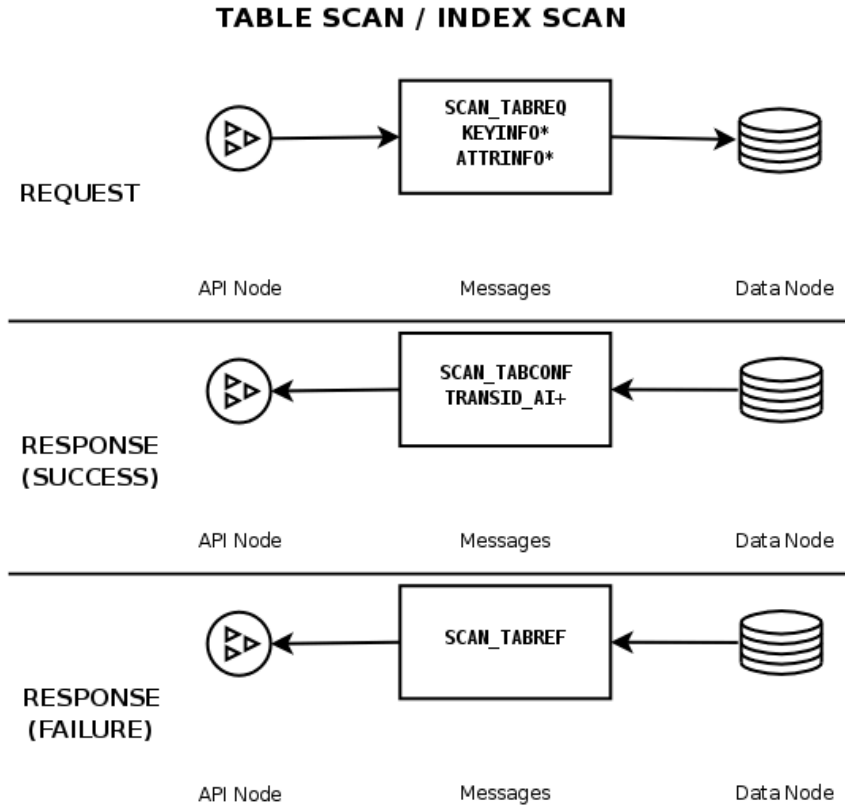 TABLE SCAN / INDEX SCAN
SCAN_TABREQ
KEYINFO*
ATTRINFO*
REQUEST
API Node
Messages
Data Node
SCAN_TABCONF
TRANSID_AI+
RESPONSE
(SUCCESS)
API Node
Messages
Data Node
SCAN_TABREF
RESPONSE
(FAILURE)
API Node
Messages
Data Node